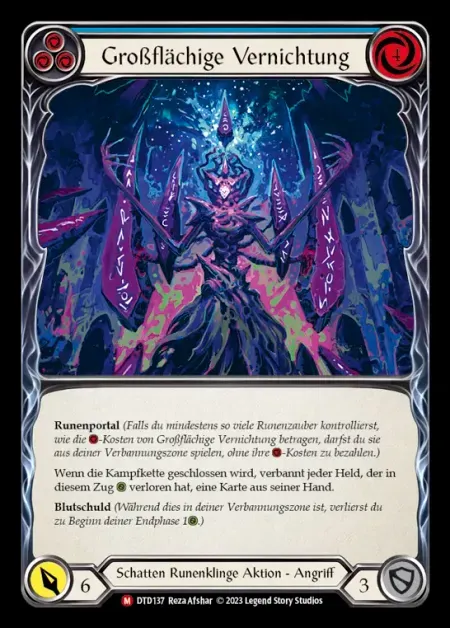 Großflächige Vernichtung
4
Runenportal (Falls du mindestens so viele Runenzauber kontrollierst,
wie die -Kosten von Großflächige Vernichtung betragen, darfst du sie
aus deiner Verbannungszone spielen, ohne ihre -Kosten zu bezahlen.)
Wenn die Kampfkette geschlossen wird, verbannt jeder Held, der in
diesem Zug verloren hat, eine Karte aus seiner Hand.
Blutschuld (Während dies in deiner Verbannungszone ist, verlierst du
zu Beginn deiner Endphase 1.)
6
Schatten Runenklinge Aktion - Angriff
3
M DTD137 Reza Afshar © 2023 Legend Story Studios